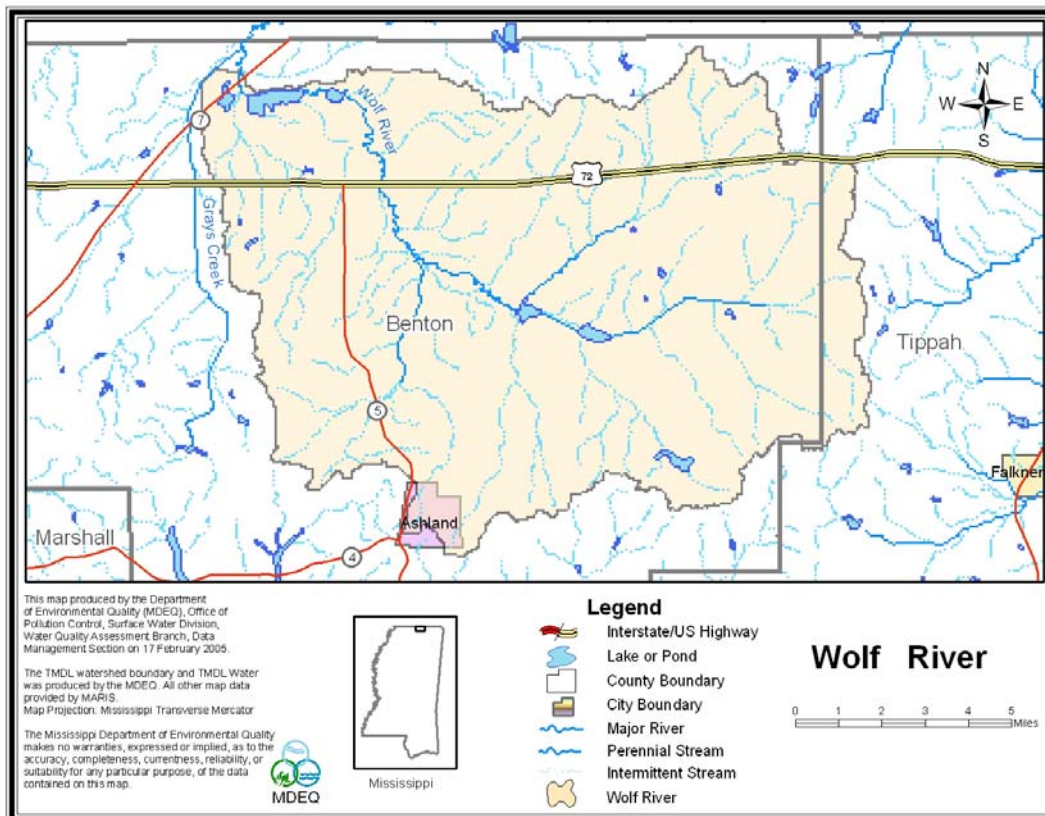 N
W E
S
7
Wolf River
72
Grays Creek
Benton
Tippah
5
Falkner
Ashland
Marshall
4
This map produced by the Department
of Environmental Quality (MDEQ), Office of
Pollution Control, Surface Water Division,
Water Quality Assessment Branch, Data
Management Section on 17 February 2005.
The TMDL watershed boundary and TMDL Water
was produced by the MDEQ. All other map data
provided by MARIS.
Map Projection: Mississippi Transverse Mercator
The Mississippi Department of Environmental Quality
makes no warranties, expressed or implied, as to the
accuracy, completeness, currentness, reliability, or
suitability for any particular purpose, of the data
contained on this map.
MDEQ
Mississippi
Legend
Interstate/US Highway
Lake or Pond
County Boundary
City Boundary
Major River
Perennial Stream
Intermittent Stream
Wolf River
Wolf River
0 1 2 3 4 5
Miles